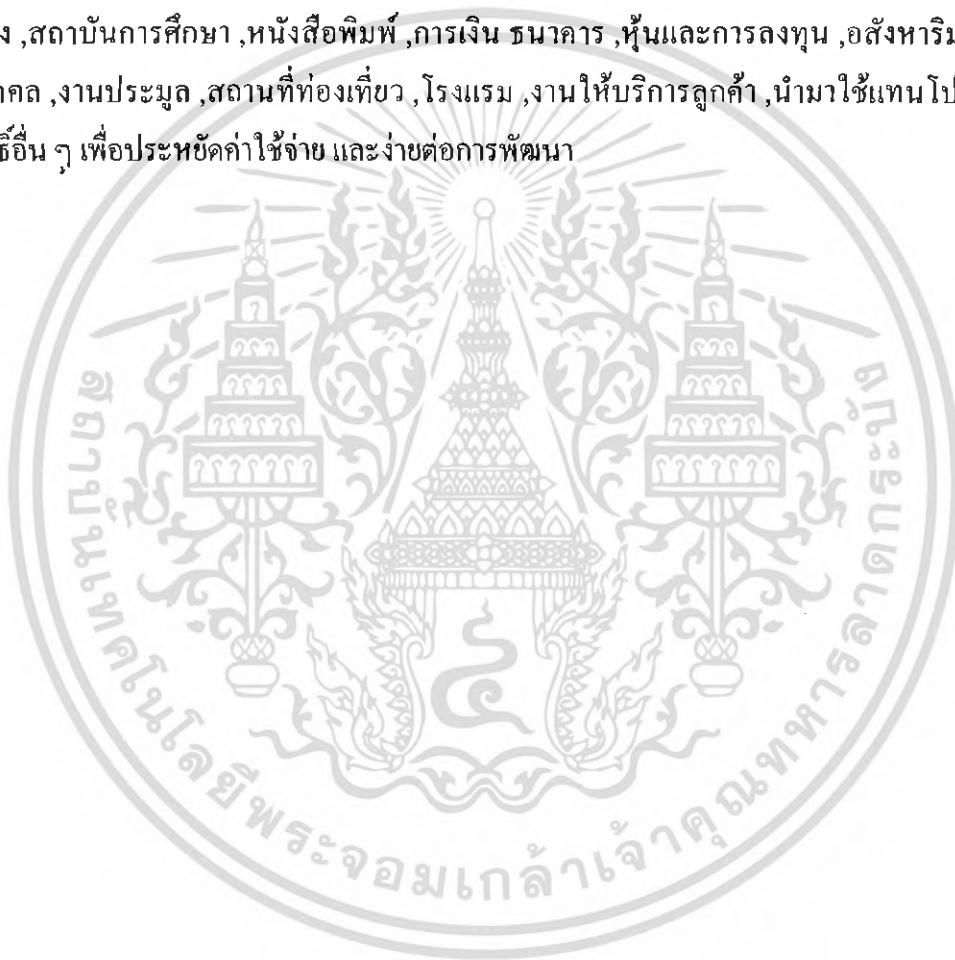 ง ,สถาบันการศึกษา ,หนังสือพิมพ์ ,การเงิน ธนาคาร ,หุ้นและการลงทุน ,อสังหาริม
าคล ,งานประมูล ,สถานที่ท่องเที่ยว ,โรงแรม ,งานให้บริการลูกค้า ,นำมาใช้แทนโป
ธิ์อื่น ๆ เพื่อประหยัดค่าใช้จ่าย และง่ายต่อการพัฒนา
สถาบันเทคโนโลยีพระจอมเกล้าเจ้าคุณทหารลาดกระบัง